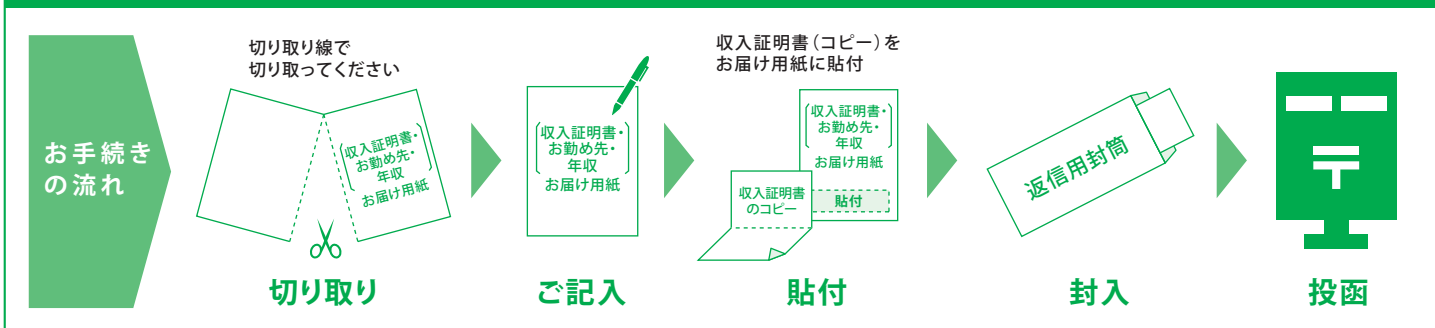 お手続き
の流れ
切り取り線で
切り取ってください
収入証明書・
お勤め先・
年収
お届け用紙
切り取り
収入証明書・
お勤め先・
年収
お届け用紙
ご記入
収入証明書（コピー）を
お届け用紙に貼付
収入証明書・
お勤め先・
年収
お届け用紙
貼付
収入証明書
のコピー
貼付
返信用封筒
封入
〒
投函